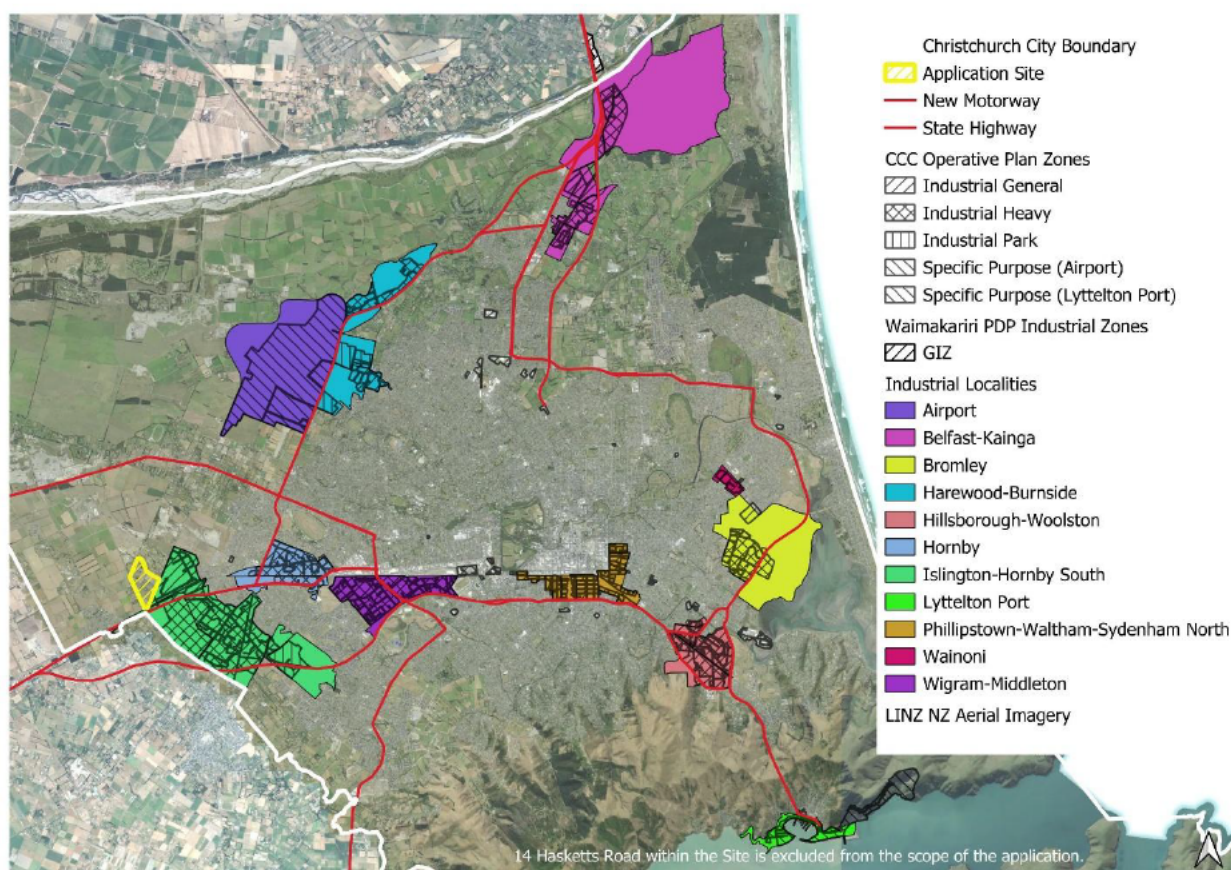 Christchurch City Boundary
Application Site
New Motorway
State Highway
CCC Operative Plan Zones
Industrial General
Industrial Heavy
Industrial Park
Specific Purpose (Airport)
Specific Purpose (Lyttelton Port)
Waimakariri PDP Industrial Zones
GIZ
Industrial Localities
Airport
Belfast-Kainga
Bromley
Harewood-Burnside
Hillsborough-Woolston
Hornby
Islington-Hornby South
Lyttelton Port
Phillipstown-Waltham-Sydenham North
Wainoni
Wigram-Middleton
LINZ NZ Aerial Imagery
14 Hasketts Road within the Site is excluded from the scope of the application.